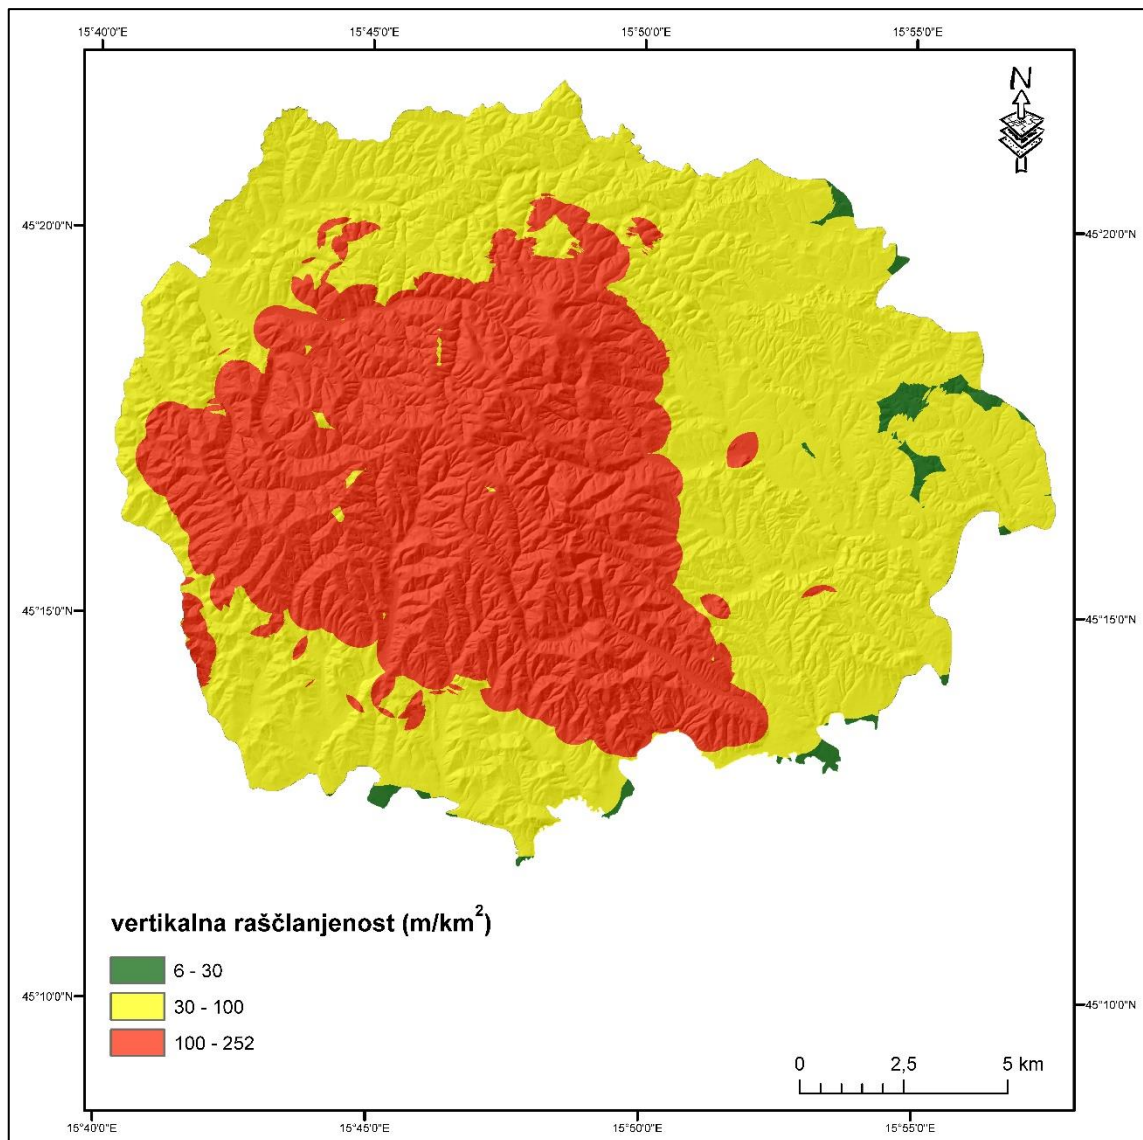 15°40'0"E 15°45'0"E 15°50'0"E 15°55'0"E
N
45°20'0"N 45°20'0"N
45°15'0"N 45°15'0"N
vertikalna raščlanjenost (m/km²)
6 - 30
30 - 100
100 - 252
45°10'0"N 45°10'0"N
0 2,5 5 km
15°40'0"E 15°45'0"E 15°50'0"E 15°55'0"E